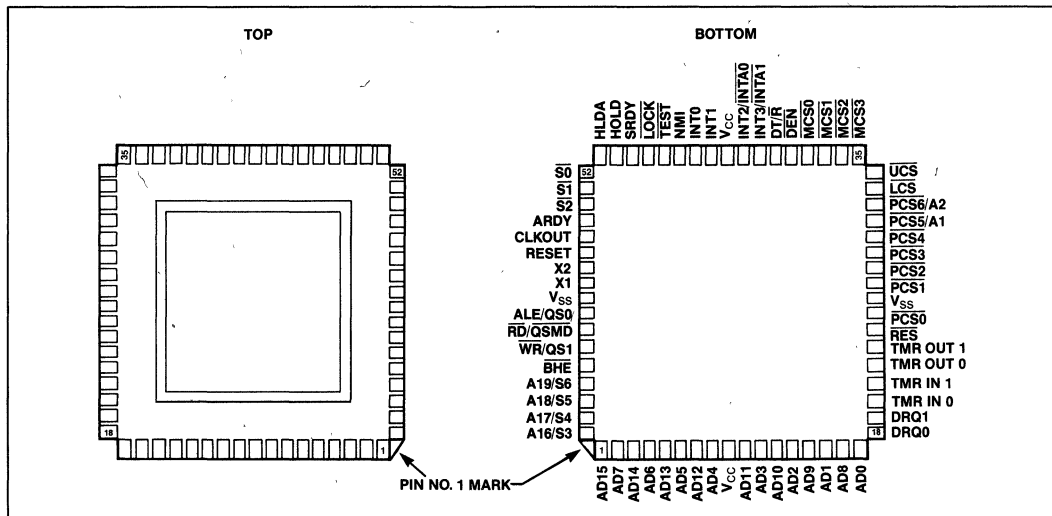 TOP
35
52
18
1
BOTTOM
HLDA
HOLD
SRDY
LOCK
TEST
NMI
INT0
INT1
VCC
INT2/INTA0
INT3/INTA1
DT/R
DEN
MCS0
MCS1
MCS2
MCS3
35
52
S0
S1
S2
ARDY
CLKOUT
RESET
X2
X1
VSS
ALE/QS0
RD/QSMD
WR/QS1
BHE
A19/S6
A18/S5
A17/S4
A16/S3
UCS
LCS
PCS6/A2
PCS5/A1
PCS4
PCS3
PCS2
PCS1
VSS
PCS0
RES
TMR OUT 1
TMR OUT 0
TMR IN 1
TMR IN 0
DRQ1
DRQ0
18
1
AD15
AD7
AD14
AD6
AD13
AD5
AD12
AD4
VCC
AD11
AD3
AD10
AD2
AD9
AD1
AD8
AD0
PIN NO. 1 MARK